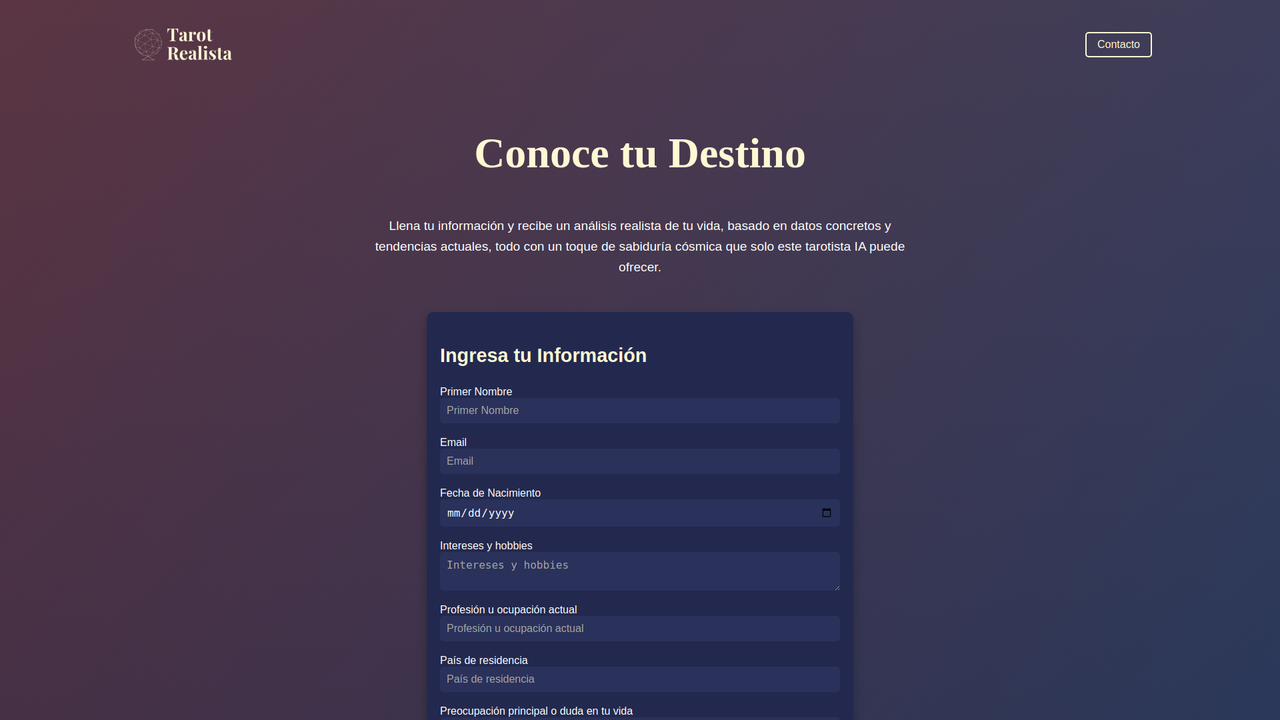 Tarot
Realista
Contacto
Conoce tu Destino
Llena tu información y recibe un análisis realista de tu vida, basado en datos concretos y
tendencias actuales, todo con un toque de sabiduría cósmica que solo este tarotista IA puede
ofrecer.
Ingresa tu Información
Primer Nombre
Primer Nombre
Email
Email
Fecha de Nacimiento
mm/dd/yyyy
Intereses y hobbies
Intereses y hobbies
Profesión u ocupación actual
Profesión u ocupación actual
País de residencia
País de residencia
Preocupación principal o duda en tu vida